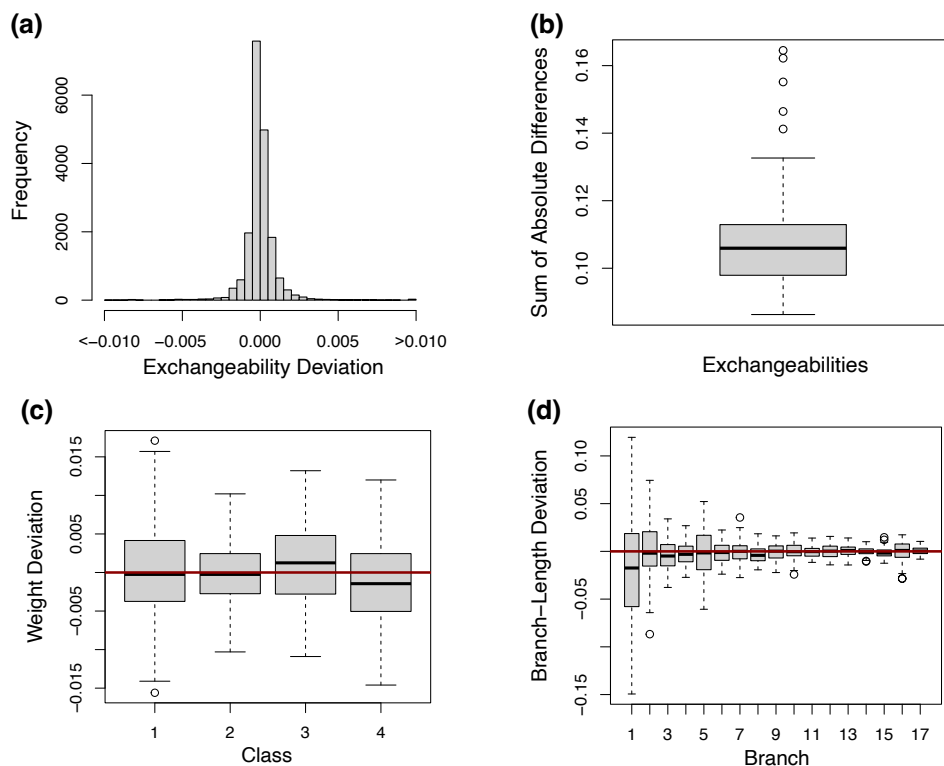 (a)
Frequency
6000
4000
2000
0
<−0.010 −0.005 0.000 0.005 >0.010
Exchangeability Deviation
(b)
Sum of Absolute Differences
0.16
0.14
0.12
0.10
Exchangeabilities
(c)
Weight Deviation
0.015
0.005
−0.005
−0.015
1 2 3 4
Class
(d)
Branch−Length Deviation
0.10
0.05
−0.05
−0.15
1 3 5 7 9 11 13 15 17
Branch